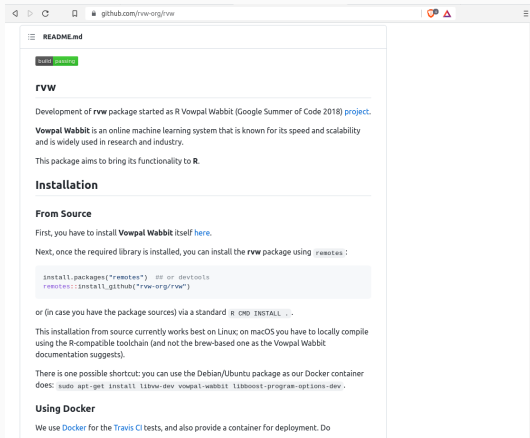 github.com/rvw-org/rvw
README.md
build passing
rvw
Development of rvw package started as R Vowpal Wabbit (Google Summer of Code 2018) project.
Vowpal Wabbit is an online machine learning system that is known for its speed and scalability
and is widely used in research and industry.
This package aims to bring its functionality to R.
Installation
From Source
First, you have to install Vowpal Wabbit itself here.
Next, once the required library is installed, you can install the rvw package using remotes :
install.packages("remotes")  ## or devtools
remotes::install_github("rvw-org/rvw")
or (in case you have the package sources) via a standard R CMD INSTALL . .
This installation from source currently works best on Linux; on macOS you have to locally compile
using the R-compatible toolchain (and not the brew-based one as the Vowpal Wabbit
documentation suggests).
There is one possible shortcut: you can use the Debian/Ubuntu package as our Docker container
does: sudo apt-get install libvw-dev vowpal-wabbit libboost-program-options-dev .
Using Docker
We use Docker for the Travis CI tests, and also provide a container for deployment. Do